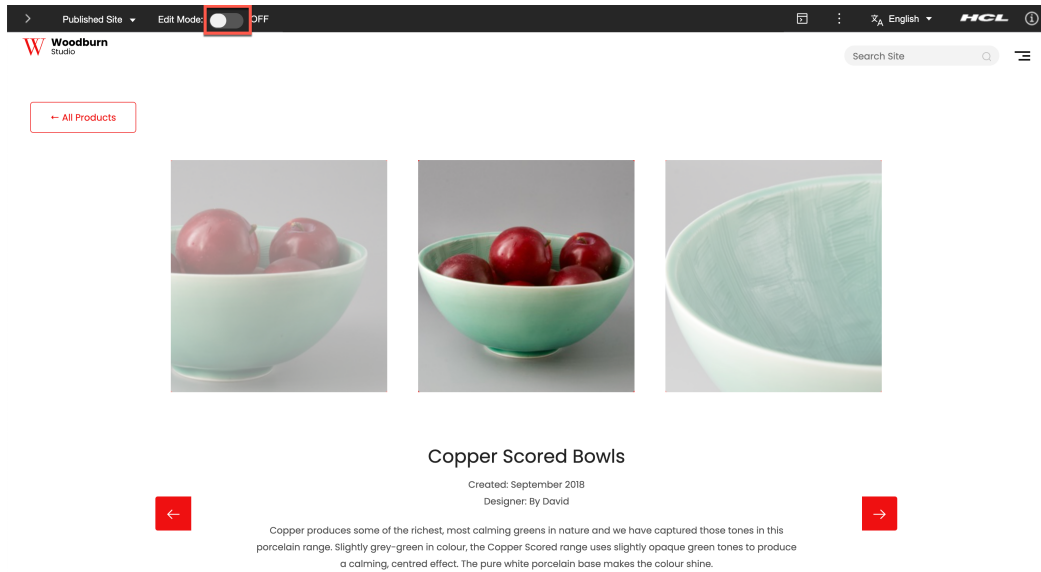 Published Site Edit Mode: OFF English HCL
W Woodburn
Studio
Search Site
← All Products
Copper Scored Bowls
Created: September 2018
Designer: By David
Copper produces some of the richest, most calming greens in nature and we have captured those tones in this
porcelain range. Slightly grey-green in colour, the Copper Scored range uses slightly opaque green tones to produce
a calming, centred effect. The pure white porcelain base makes the colour shine.